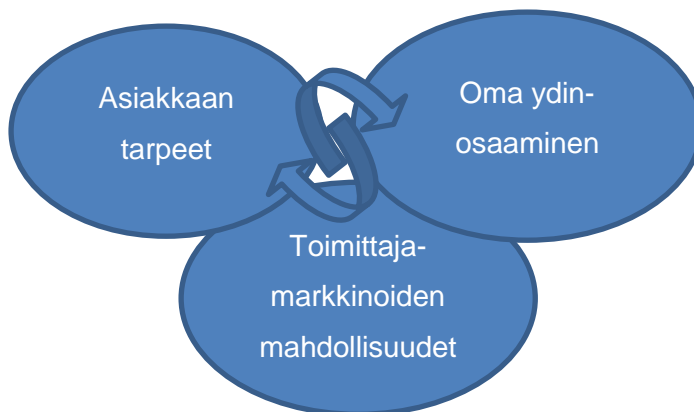 Asiakkaan
tarpeet
Oma ydin-
osaaminen
Toimittaja-
markkinoiden
mahdollisuudet